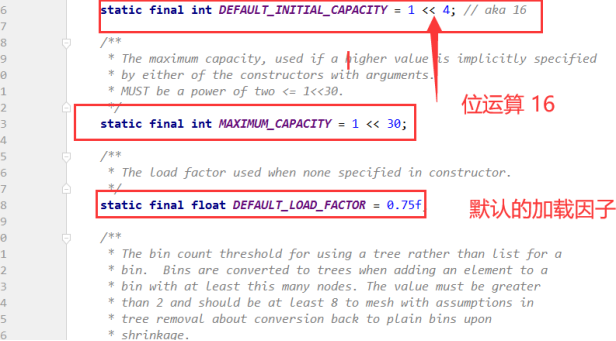 6 static final int DEFAULT_INITIAL_CAPACITY = 1 << 4; // aka 16
7
8 /**
9 * The maximum capacity, used if a higher value is implicitly specified
0 * by either of the constructors with arguments.
1 * MUST be a power of two <= 1<<30.
位运算 16
2 */
3 static final int MAXIMUM_CAPACITY = 1 << 30;
4
5 /**
6 * The load factor used when none specified in constructor.
7 */
8 static final float DEFAULT_LOAD_FACTOR = 0.75f
默认的加载因子
9
0 /**
1 * The bin count threshold for using a tree rather than list for a
2 * bin. Bins are converted to trees when adding an element to a
3 * bin with at least this many nodes. The value must be greater
4 * than 2 and should be at least 8 to mesh with assumptions in
5 * tree removal about conversion back to plain bins upon
6 * shrinkage.